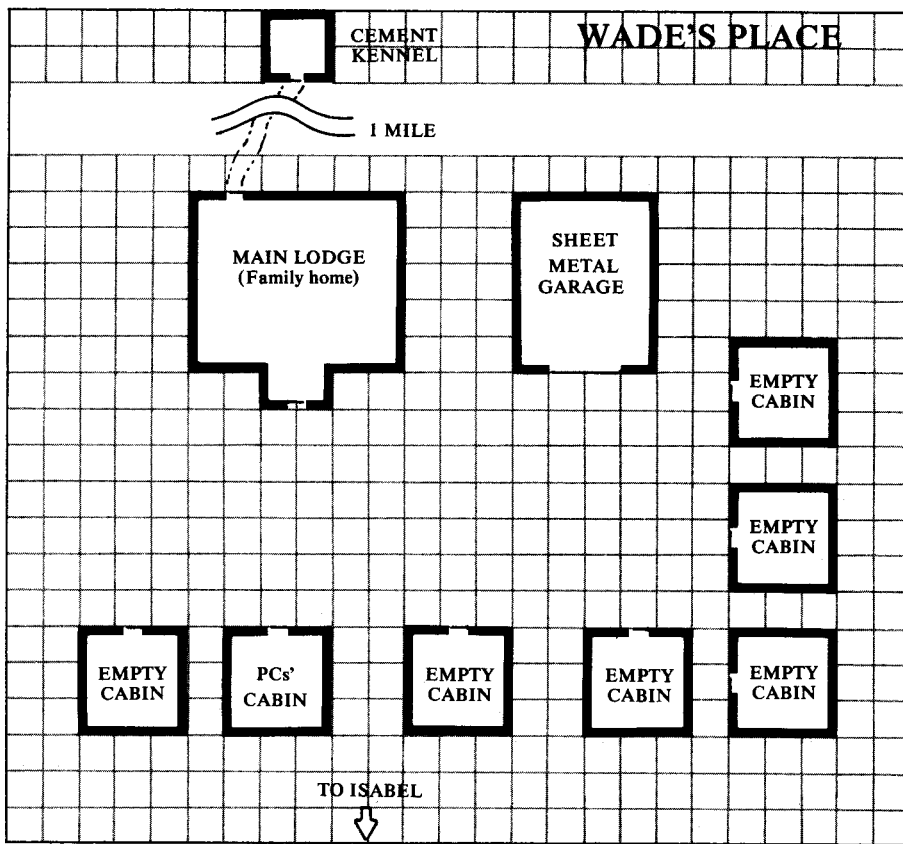 WADE'S PLACE
CEMENT
KENNEL
1 MILE
MAIN LODGE
(Family home)
SHEET
METAL
GARAGE
EMPTY
CABIN
EMPTY
CABIN
EMPTY
CABIN
PCs'
CABIN
EMPTY
CABIN
EMPTY
CABIN
EMPTY
CABIN
TO ISABEL